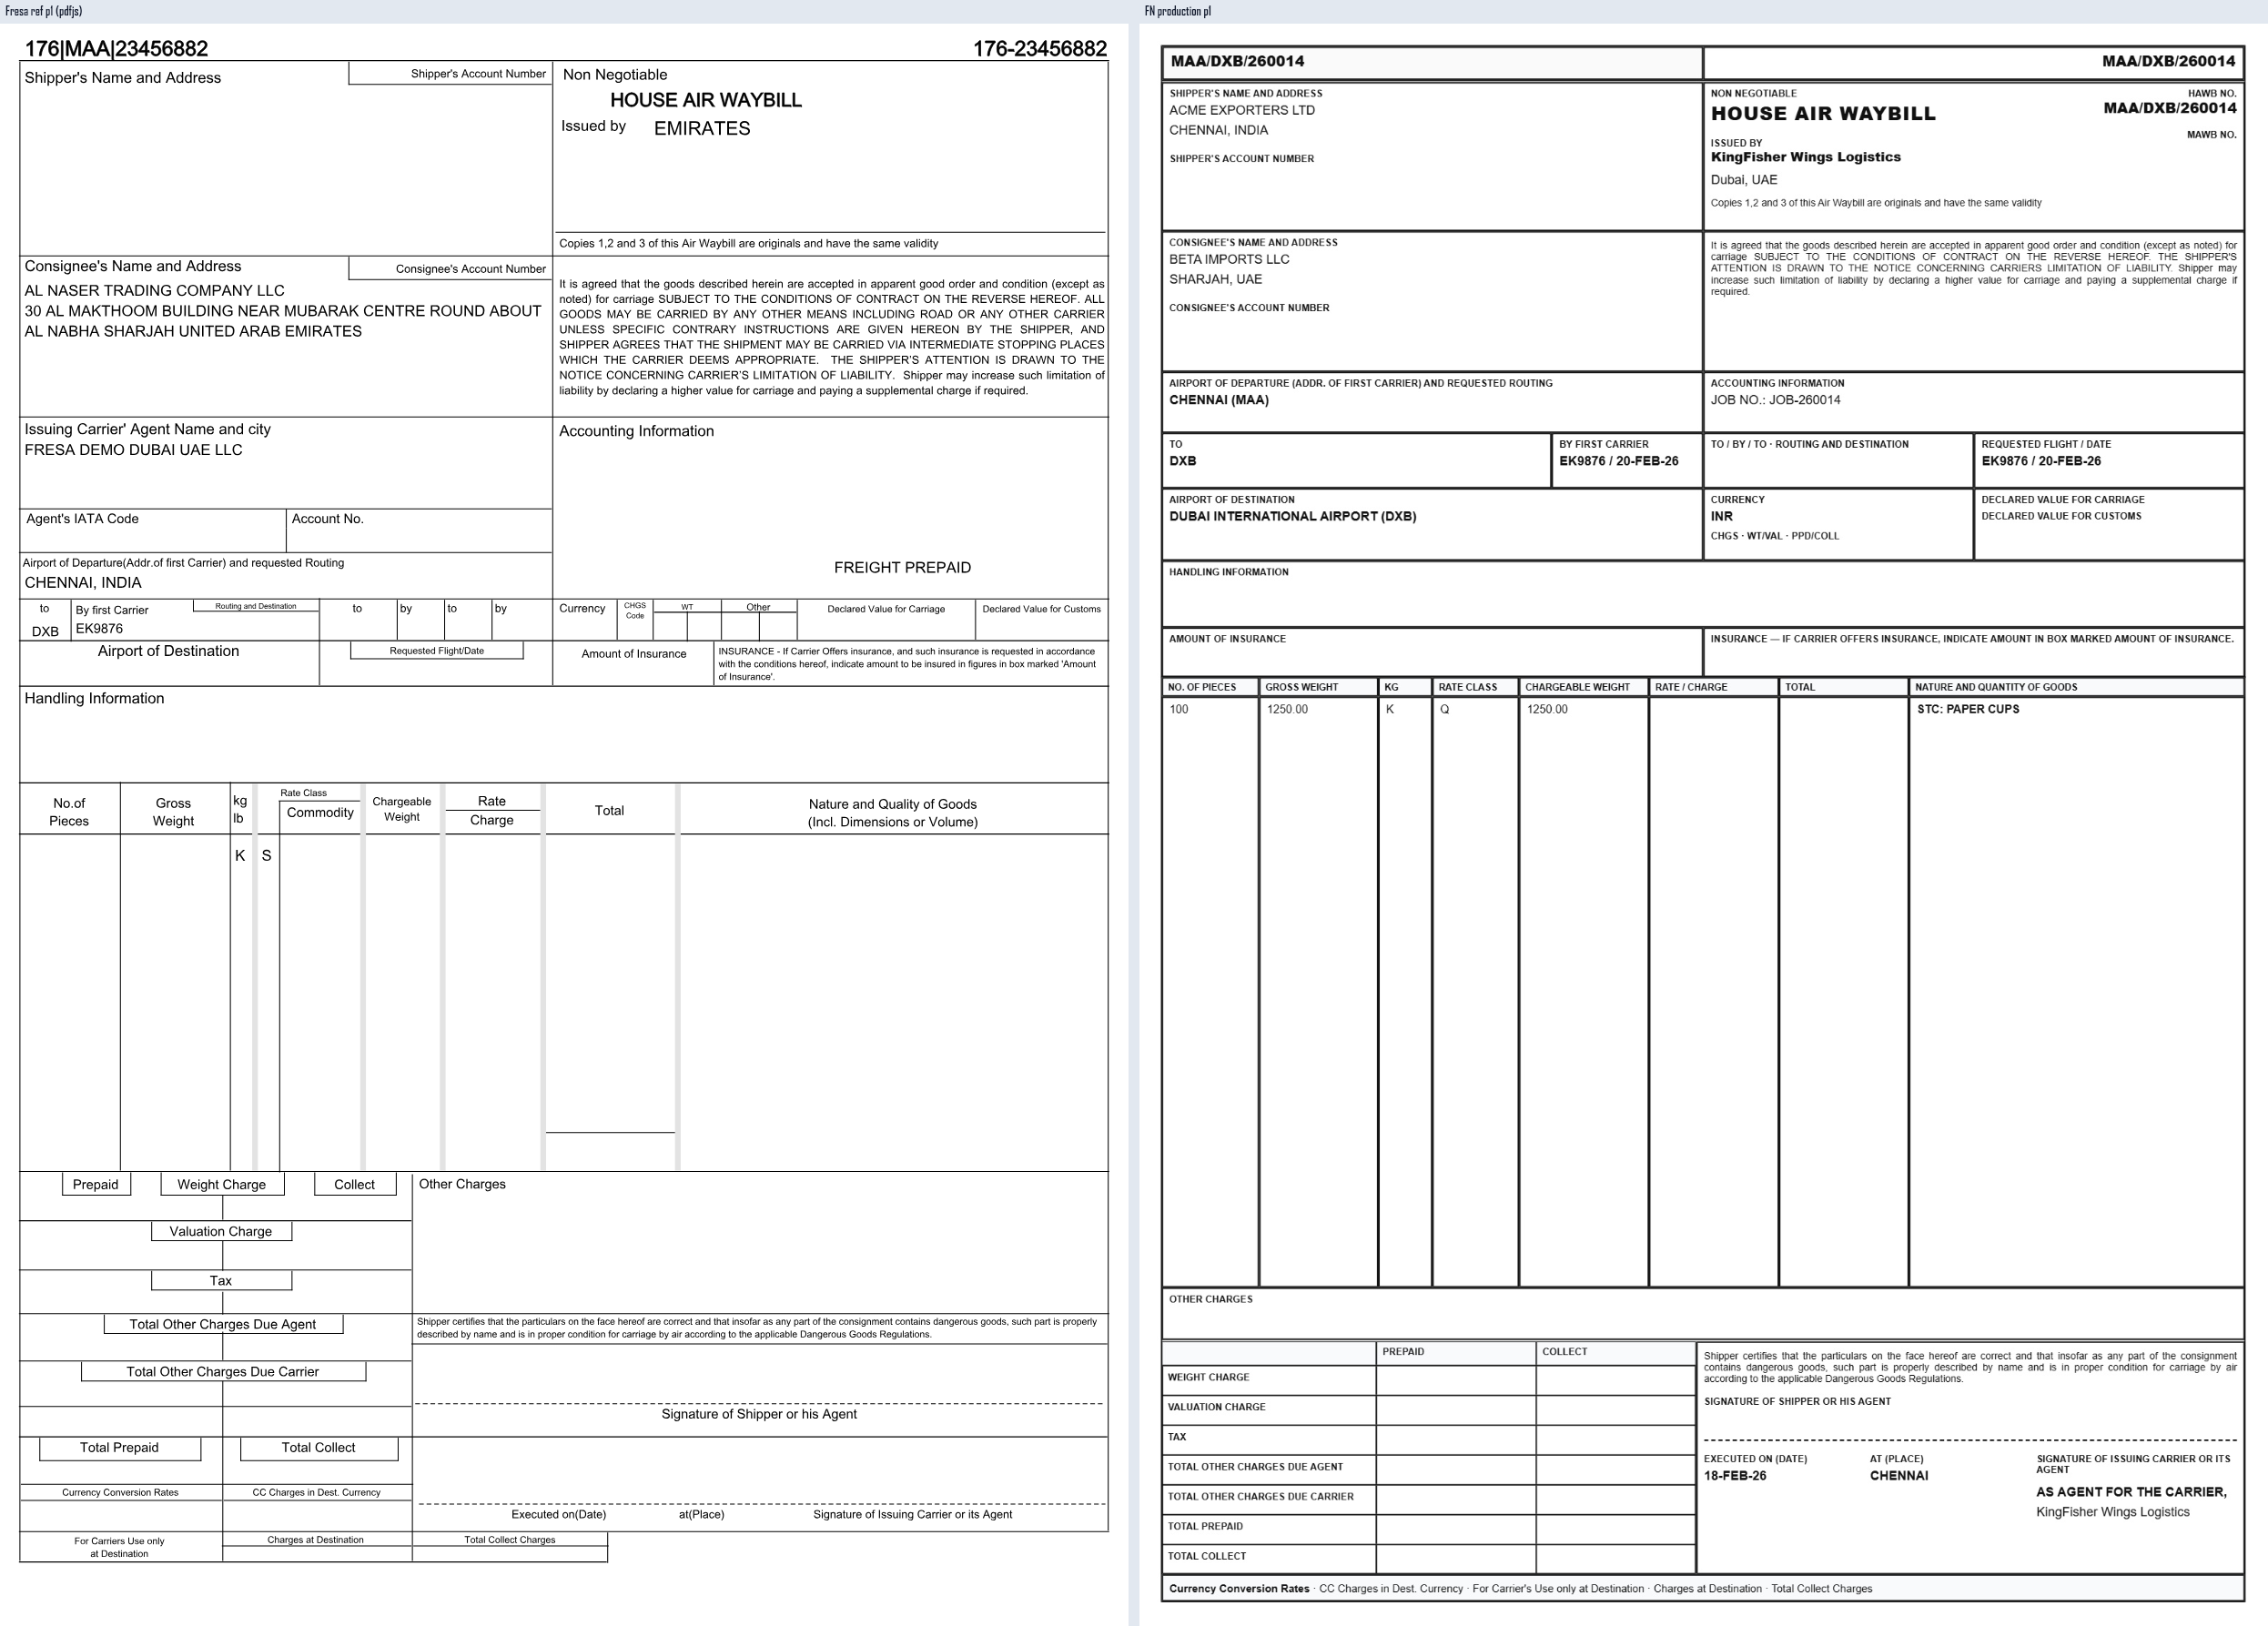 Fresa ref p1 (pdfjs)
176|MAA|23456882 176-23456882
Shipper's Name and Address
Shipper's Account Number
Non Negotiable
HOUSE AIR WAYBILL
Issued by EMIRATES
Copies 1,2 and 3 of this Air Waybill are originals and have the same validity
Consignee's Name and Address
Consignee's Account Number
AL NASER TRADING COMPANY LLC
30 AL MAKTHOOM BUILDING NEAR MUBARAK CENTRE ROUND ABOUT
AL NABHA SHARJAH UNITED ARAB EMIRATES
It is agreed that the goods described herein are accepted in apparent good order and condition (except as
noted) for carriage SUBJECT TO THE CONDITIONS OF CONTRACT ON THE REVERSE HEREOF. ALL
GOODS MAY BE CARRIED BY ANY OTHER MEANS INCLUDING ROAD OR ANY OTHER CARRIER
UNLESS SPECIFIC CONTRARY INSTRUCTIONS ARE GIVEN HEREON BY THE SHIPPER, AND
SHIPPER AGREES THAT THE SHIPMENT MAY BE CARRIED VIA INTERMEDIATE STOPPING PLACES
WHICH THE CARRIER DEEMS APPROPRIATE. THE SHIPPER'S ATTENTION IS DRAWN TO THE
NOTICE CONCERNING CARRIER'S LIMITATION OF LIABILITY. Shipper may increase such limitation of
liability by declaring a higher value for carriage and paying a supplemental charge if required.
Issuing Carrier' Agent Name and city
FRESA DEMO DUBAI UAE LLC
Accounting Information
Agent's IATA Code
Account No.
FREIGHT PREPAID
Airport of Departure(Addr.of first Carrier) and requested Routing
CHENNAI, INDIA
to By first Carrier Routing and Destination to by to by
DXB EK9876
Currency CHGS Code WT Other Declared Value for Carriage Declared Value for Customs
Airport of Destination
Requested Flight/Date
Amount of Insurance
INSURANCE - If Carrier Offers insurance, and such insurance is requested in accordance
with the conditions hereof, indicate amount to be insured in figures in box marked 'Amount
of Insurance'.
Handling Information
No.of Pieces
Gross Weight
kg lb
Rate Class
Commodity
Chargeable Weight
Rate
Charge
Total
Nature and Quality of Goods
(Incl. Dimensions or Volume)
K S
Prepaid Weight Charge Collect
Other Charges
Valuation Charge
Tax
Total Other Charges Due Agent
Shipper certifies that the particulars on the face hereof are correct and that insofar as any part of the consignment contains dangerous goods, such part is properly
described by name and is in proper condition for carriage by air according to the applicable Dangerous Goods Regulations.
Total Other Charges Due Carrier
Signature of Shipper or his Agent
Total Prepaid Total Collect
Currency Conversion Rates CC Charges in Dest. Currency
Executed on(Date) at(Place) Signature of Issuing Carrier or its Agent
For Carriers Use only
at Destination
Charges at Destination
Total Collect Charges
FN production p1
MAA/DXB/260014 MAA/DXB/260014
SHIPPER'S NAME AND ADDRESS
ACME EXPORTERS LTD
CHENNAI, INDIA
SHIPPER'S ACCOUNT NUMBER
NON NEGOTIABLE
HOUSE AIR WAYBILL
HAWB NO.
MAA/DXB/260014
MAWB NO.
ISSUED BY
KingFisher Wings Logistics
Dubai, UAE
Copies 1,2 and 3 of this Air Waybill are originals and have the same validity
CONSIGNEE'S NAME AND ADDRESS
BETA IMPORTS LLC
SHARJAH, UAE
CONSIGNEE'S ACCOUNT NUMBER
It is agreed that the goods described herein are accepted in apparent good order and condition (except as noted) for
carriage SUBJECT TO THE CONDITIONS OF CONTRACT ON THE REVERSE HEREOF. THE SHIPPER'S
ATTENTION IS DRAWN TO THE NOTICE CONCERNING CARRIERS LIMITATION OF LIABILITY. Shipper may
increase such limitation of liability by declaring a higher value for carriage and paying a supplemental charge if
required.
AIRPORT OF DEPARTURE (ADDR. OF FIRST CARRIER) AND REQUESTED ROUTING
CHENNAI (MAA)
ACCOUNTING INFORMATION
JOB NO.: JOB-260014
TO
DXB
BY FIRST CARRIER
EK9876 / 20-FEB-26
TO / BY / TO · ROUTING AND DESTINATION
REQUESTED FLIGHT / DATE
EK9876 / 20-FEB-26
AIRPORT OF DESTINATION
DUBAI INTERNATIONAL AIRPORT (DXB)
CURRENCY
INR
CHGS · WT/VAL · PPD/COLL
DECLARED VALUE FOR CARRIAGE
DECLARED VALUE FOR CUSTOMS
HANDLING INFORMATION
AMOUNT OF INSURANCE
INSURANCE — IF CARRIER OFFERS INSURANCE, INDICATE AMOUNT IN BOX MARKED AMOUNT OF INSURANCE.
NO. OF PIECES GROSS WEIGHT KG RATE CLASS CHARGEABLE WEIGHT RATE / CHARGE TOTAL NATURE AND QUANTITY OF GOODS
100 1250.00 K Q 1250.00 STC: PAPER CUPS
OTHER CHARGES
PREPAID COLLECT
WEIGHT CHARGE
VALUATION CHARGE
TAX
TOTAL OTHER CHARGES DUE AGENT
TOTAL OTHER CHARGES DUE CARRIER
TOTAL PREPAID
TOTAL COLLECT
Shipper certifies that the particulars on the face hereof are correct and that insofar as any part of the consignment
contains dangerous goods, such part is properly described by name and is in proper condition for carriage by air
according to the applicable Dangerous Goods Regulations.
SIGNATURE OF SHIPPER OR HIS AGENT
EXECUTED ON (DATE)
18-FEB-26
AT (PLACE)
CHENNAI
SIGNATURE OF ISSUING CARRIER OR ITS
AGENT
AS AGENT FOR THE CARRIER,
KingFisher Wings Logistics
Currency Conversion Rates · CC Charges in Dest. Currency · For Carrier's Use only at Destination · Charges at Destination · Total Collect Charges